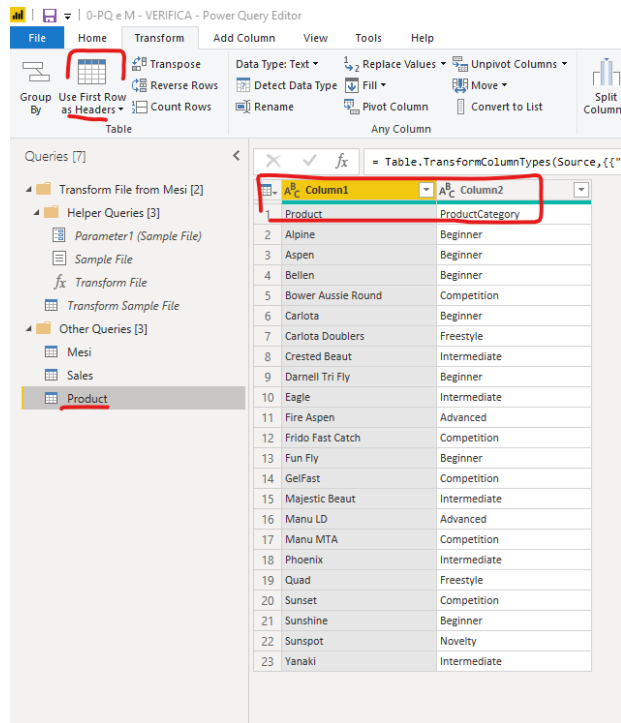 0-PQ e M - VERIFICA - Power Query Editor
File Home Transform Add Column View Tools Help
Group By
Use First Row as Headers
Transpose
Reverse Rows
Count Rows
Table
Data Type: Text
Detect Data Type
Rename
Replace Values
Fill
Pivot Column
Unpivot Columns
Move
Convert to List
Any Column
Split Column
Queries [7]
Transform File from Mesi [2]
Helper Queries [3]
Parameter1 (Sample File)
Sample File
fx Transform File
Transform Sample File
Other Queries [3]
Mesi
Sales
Product
fx = Table.TransformColumnTypes(Source,{{"
ABC Column1 ABC Column2
1 Product ProductCategory
2 Alpine Beginner
3 Aspen Beginner
4 Bellen Beginner
5 Bower Aussie Round Competition
6 Carlota Beginner
7 Carlota Doublers Freestyle
8 Crested Beaut Intermediate
9 Darnell Tri Fly Beginner
10 Eagle Intermediate
11 Fire Aspen Advanced
12 Frido Fast Catch Competition
13 Fun Fly Beginner
14 GelFast Competition
15 Majestic Beaut Intermediate
16 Manu LD Advanced
17 Manu MTA Competition
18 Phoenix Intermediate
19 Quad Freestyle
20 Sunset Competition
21 Sunshine Beginner
22 Sunspot Novelty
23 Yanaki Intermediate